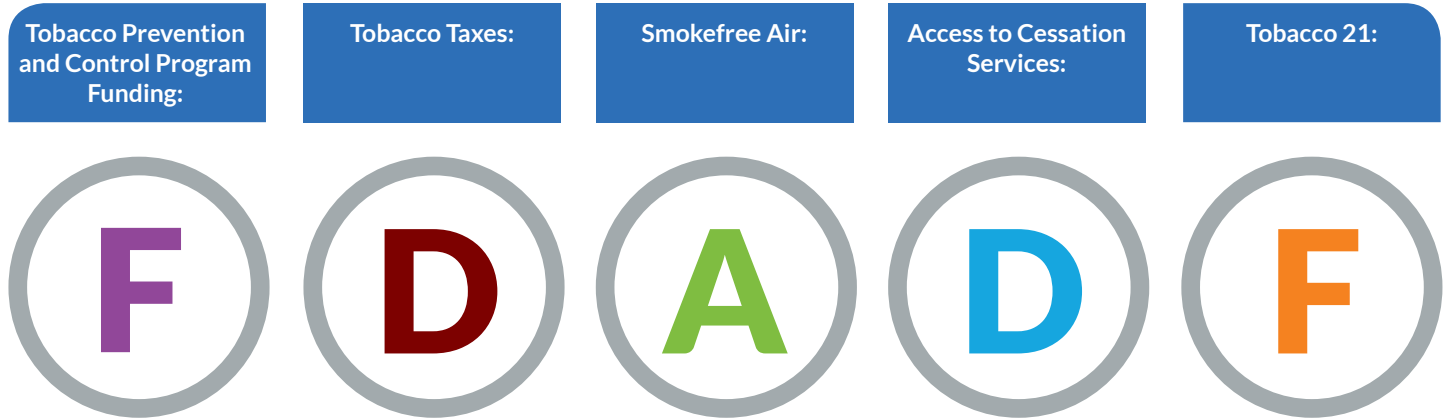 Tobacco Prevention
and Control Program
Funding:
Tobacco Taxes:
Smokefree Air:
Access to Cessation
Services:
Tobacco 21:
F
D
A
D
F